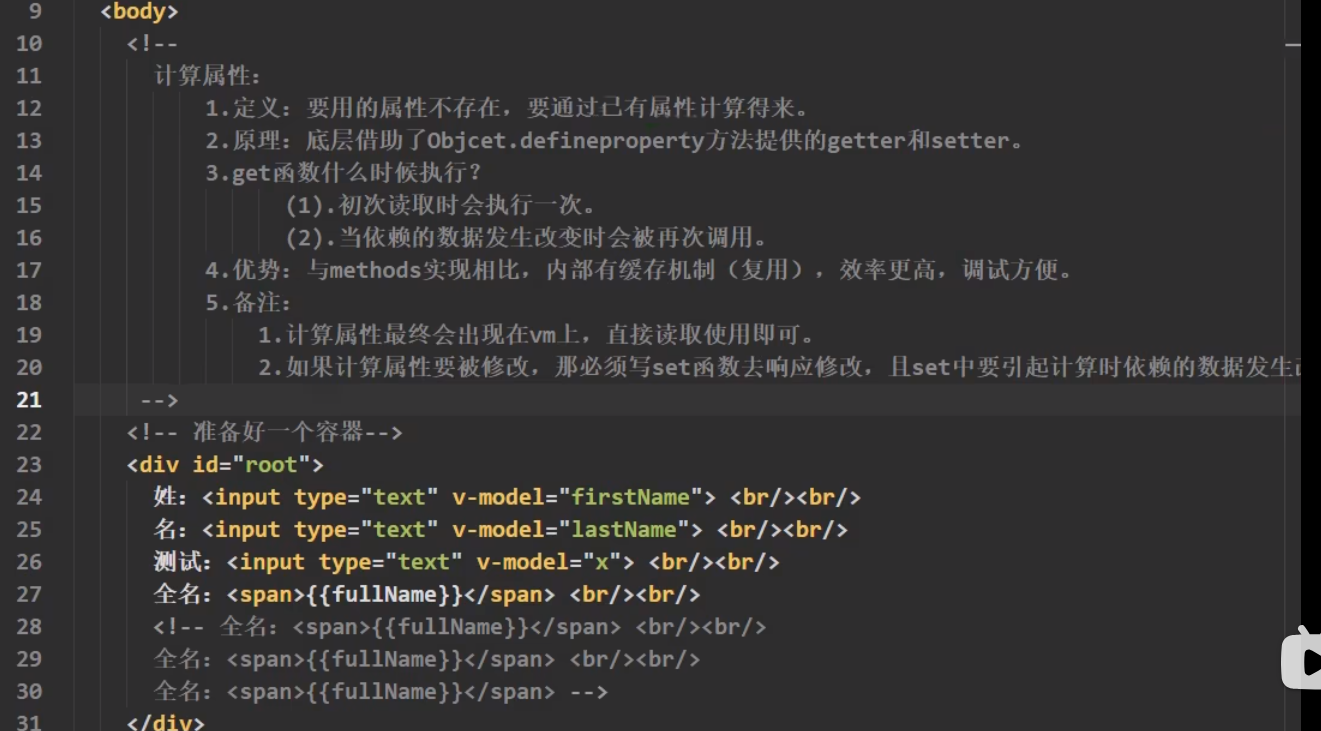 9 <body>
10 <!--
11 计算属性：
12 1.定义：要用的属性不存在，要通过已有属性计算得来。
13 2.原理：底层借助了Objcet.defineproperty方法提供的getter和setter。
14 3.get函数什么时候执行？
15 (1).初次读取时会执行一次。
16 (2).当依赖的数据发生改变时会被再次调用。
17 4.优势：与methods实现相比，内部有缓存机制（复用），效率更高，调试方便。
18 5.备注：
19 1.计算属性最终会出现在vm上，直接读取使用即可。
20 2.如果计算属性要被修改，那必须写set函数去响应修改，且set中要引起计算时依赖的数据发生
21 -->
22 <!-- 准备好一个容器-->
23 <div id="root">
24 姓：<input type="text" v-model="firstName"> <br/><br/>
25 名：<input type="text" v-model="lastName"> <br/><br/>
26 测试：<input type="text" v-model="x"> <br/><br/>
27 全名：<span>{{fullName}}</span> <br/><br/>
28 <!-- 全名：<span>{{fullName}}</span> <br/><br/>
29 全名：<span>{{fullName}}</span> <br/><br/>
30 全名：<span>{{fullName}}</span> -->
31 </div>